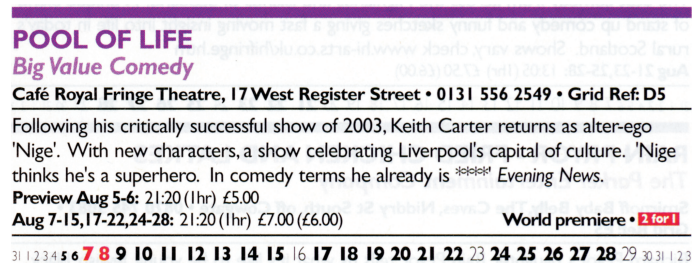 POOL OF LIFE
Big Value Comedy
Café Royal Fringe Theatre, 17 West Register Street • 0131 556 2549 • Grid Ref: D5
Following his critically successful show of 2003, Keith Carter returns as alter-ego
'Nige'. With new characters, a show celebrating Liverpool's capital of culture. 'Nige
thinks he's a superhero. In comedy terms he already is *****' Evening News.
Preview Aug 5-6: 21:20 (1hr) £5.00
Aug 7-15,17-22,24-28: 21:20 (1hr) £7.00 (£6.00) World premiere • 2 for 1
31 1 2 3 4 5 6 7 8 9 10 11 12 13 14 15 16 17 18 19 20 21 22 23 24 25 26 27 28 29 30 31 1 2 3